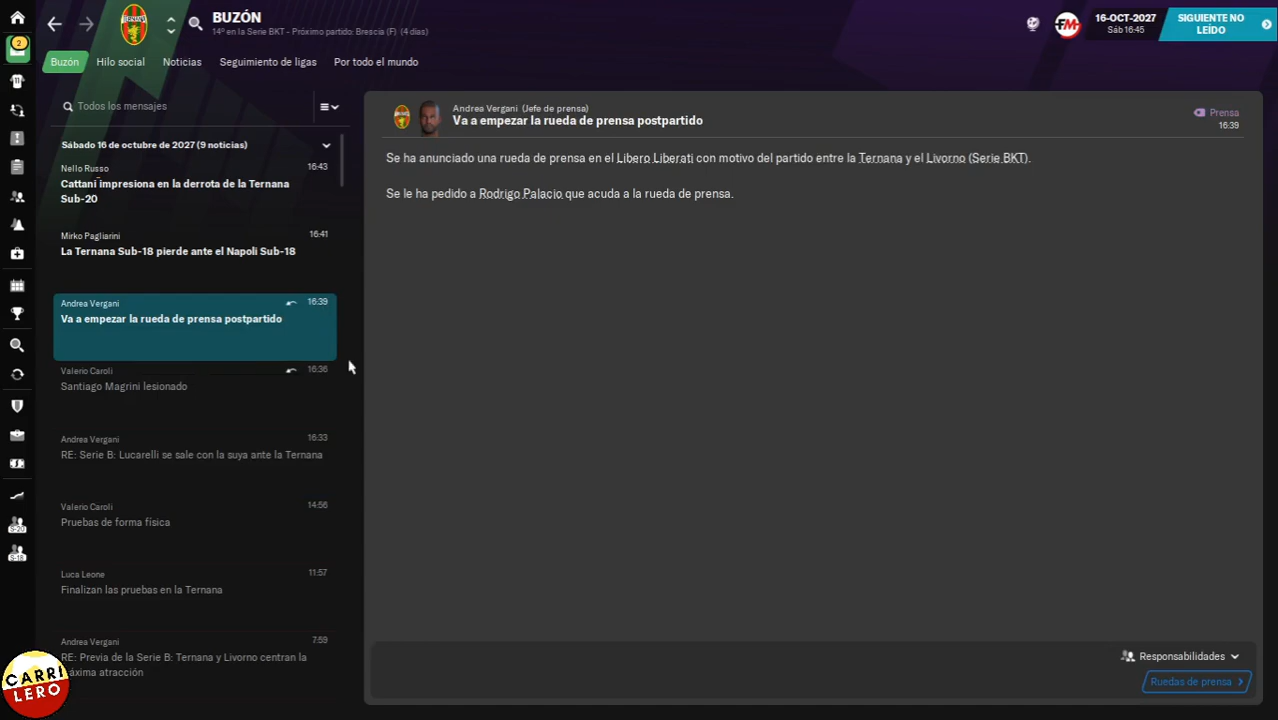 BUZÓN
14º en la Serie BKT - Próximo partido: Brescia (F) (4 días)
FM
16-OCT-2027
Sáb 16:45
SIGUIENTE NO
LEÍDO
2
Buzón
Hilo social
Noticias
Seguimiento de ligas
Por todo el mundo
Todos los mensajes
Sábado 16 de octubre de 2027 (9 noticias)
Nello Russo
16:43
Cattani impresiona en la derrota de la Ternana
Sub-20
Mirko Pagliarini
16:41
La Ternana Sub-18 pierde ante el Napoli Sub-18
Andrea Vergani
16:39
Va a empezar la rueda de prensa postpartido
Valerio Caroli
16:36
Santiago Magrini lesionado
Andrea Vergani
16:33
RE: Serie B: Lucarelli se sale con la suya ante la Ternana
Valerio Caroli
14:56
Pruebas de forma física
Luca Leone
11:57
Finalizan las pruebas en la Ternana
Andrea Vergani
7:59
RE: Previa de la Serie B: Ternana y Livorno centran la
máxima atracción
Andrea Vergani (Jefe de prensa)
Va a empezar la rueda de prensa postpartido
Prensa
16:39
Se ha anunciado una rueda de prensa en el Libero Liberati con motivo del partido entre la Ternana y el Livorno (Serie BKT).
Se le ha pedido a Rodrigo Palacio que acuda a la rueda de prensa.
Responsabilidades
Ruedas de prensa
S-20
S-18
CARRI
LERO